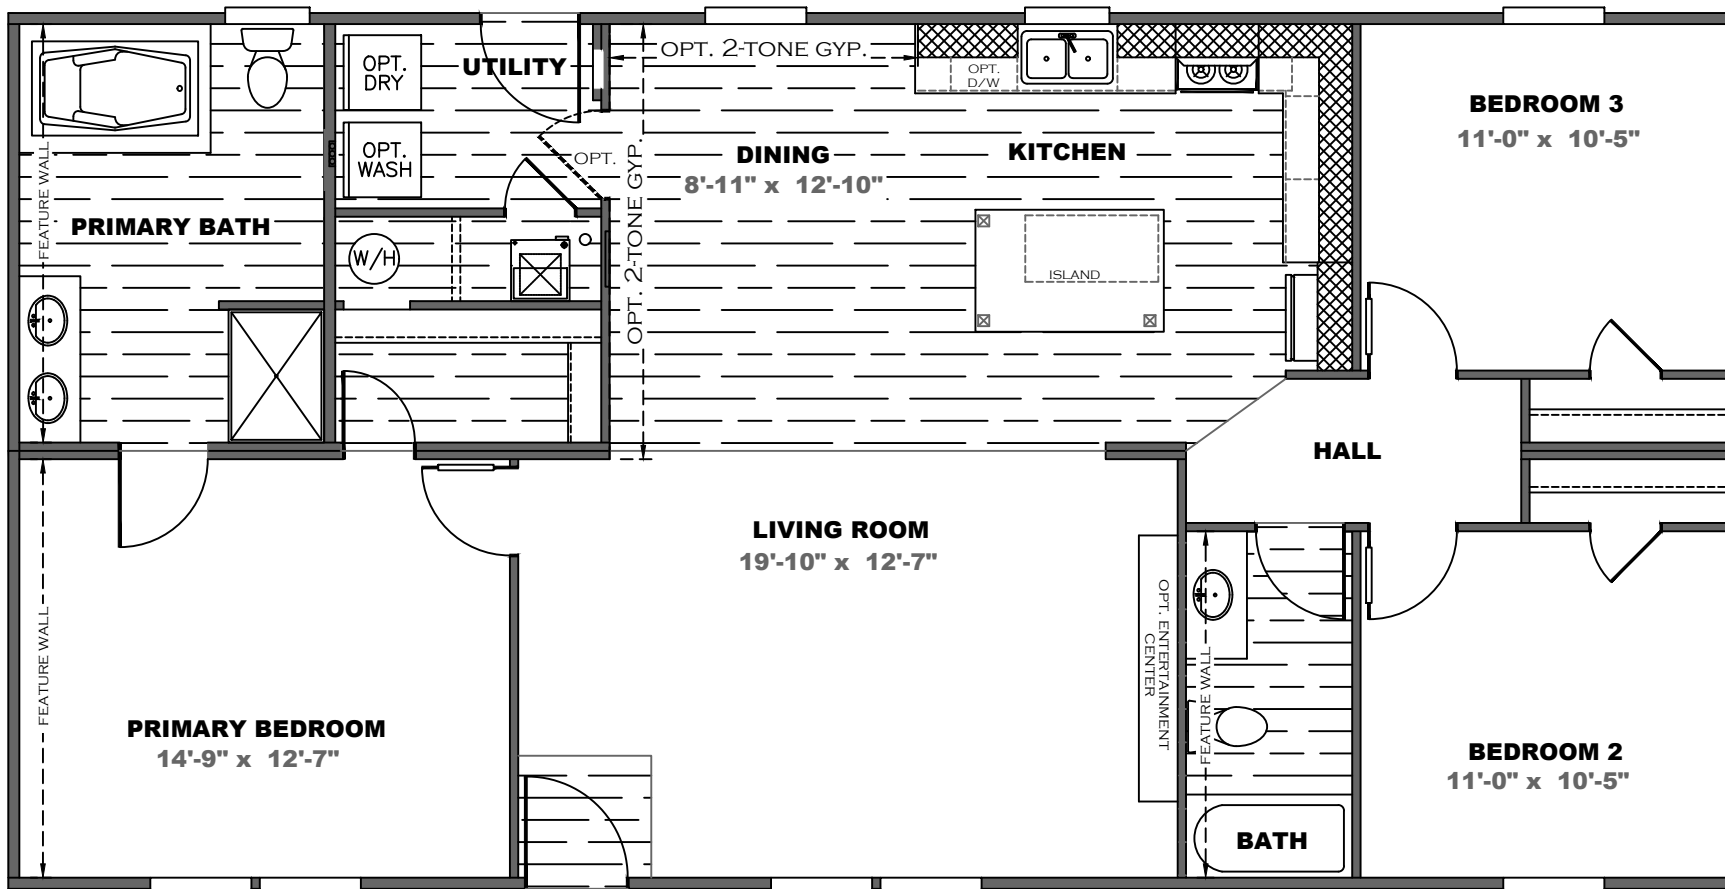 OPT.
DRY
UTILITY
OPT. 2-TONE GYP.
OPT.
D/W
BEDROOM 3
11'-0" x 10'-5"
OPT.
WASH
OPT.
DINING
8'-11" x 12'-10"
KITCHEN
FEATURE WALL
PRIMARY BATH
W/H
OPT. 2-TONE GYP.
ISLAND
HALL
LIVING ROOM
19'-10" x 12'-7"
FEATURE WALL
PRIMARY BEDROOM
14'-9" x 12'-7"
OPT. ENTERTAINMENT
CENTER
FEATURE WALL
BEDROOM 2
11'-0" x 10'-5"
BATH